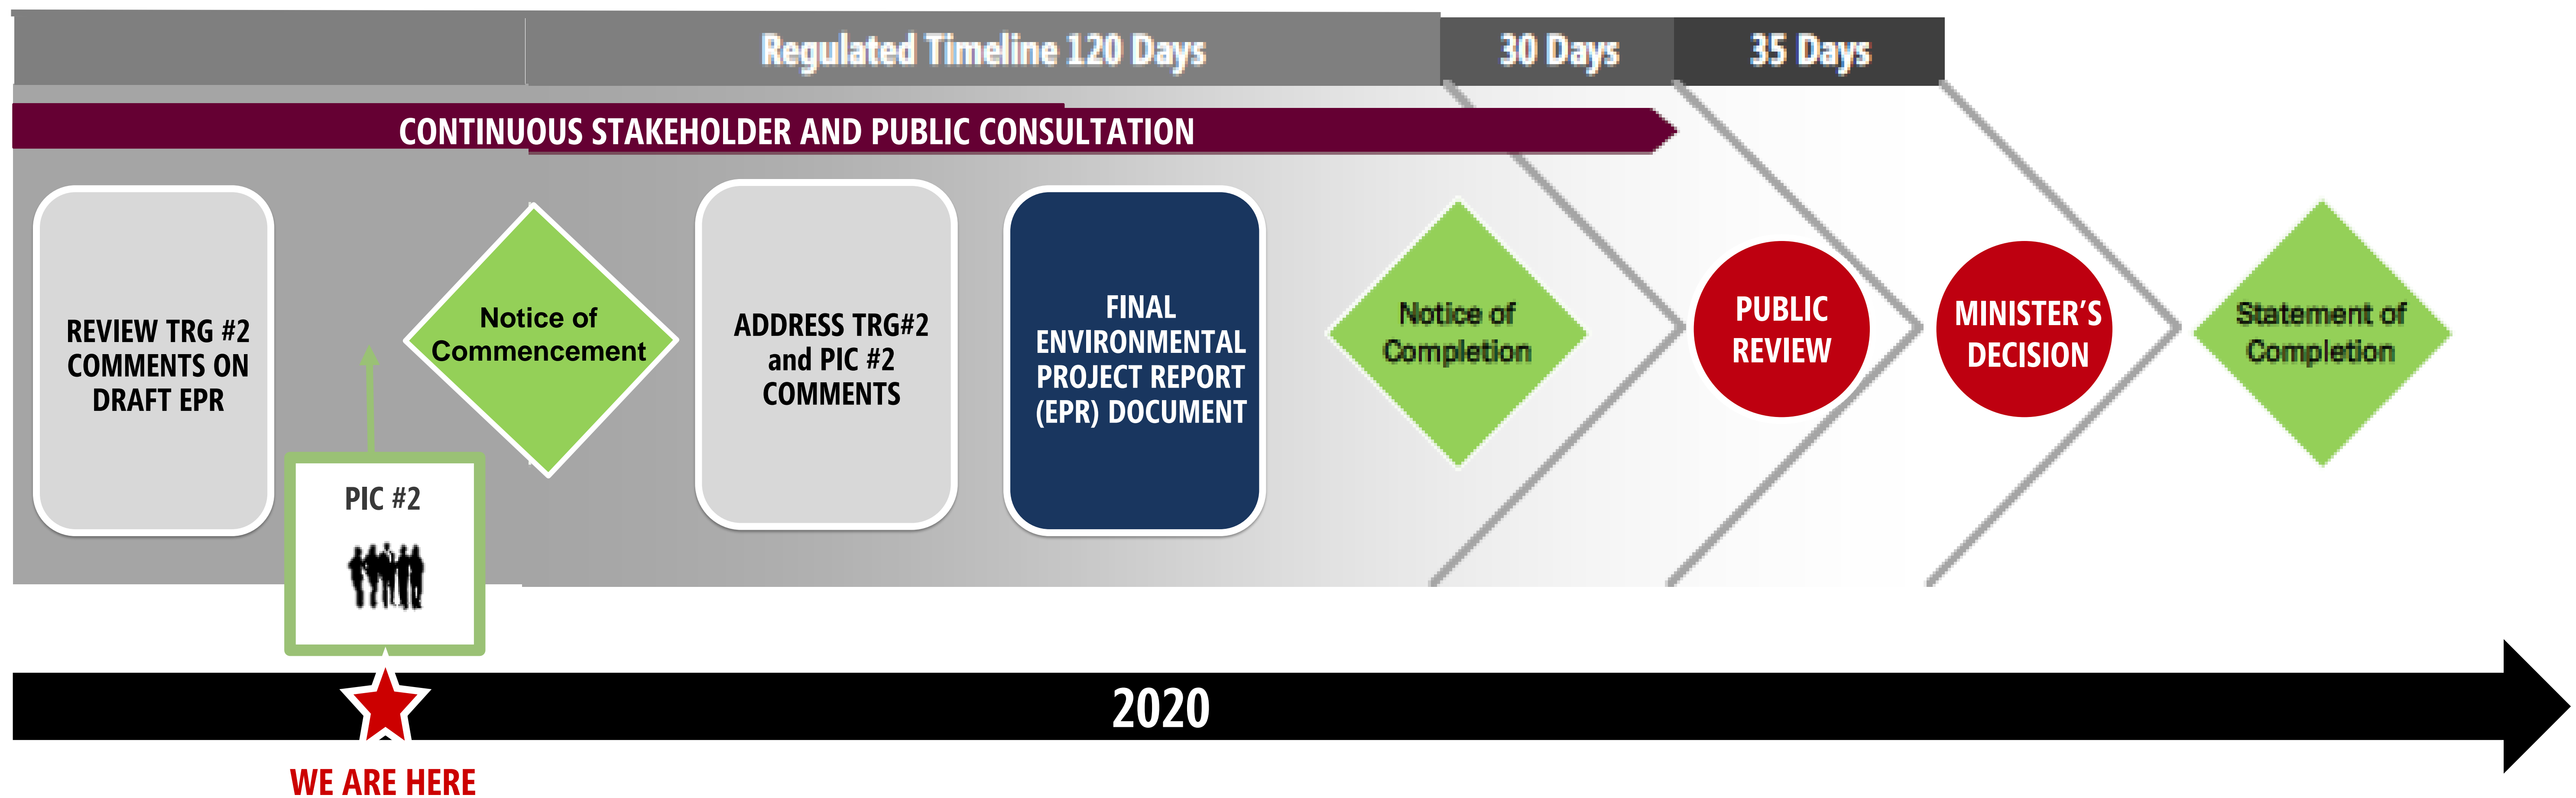 Regulated Timeline 120 Days
30 Days
35 Days
CONTINUOUS STAKEHOLDER AND PUBLIC CONSULTATION
REVIEW TRG #2
COMMENTS ON
DRAFT EPR
PIC #2
Notice of
Commencement
ADDRESS TRG#2
and PIC #2
COMMENTS
FINAL
ENVIRONMENTAL
PROJECT REPORT
(EPR) DOCUMENT
Notice of
Completion
PUBLIC
REVIEW
MINISTER’S
DECISION
Statement of
Completion
2020
WE ARE HERE